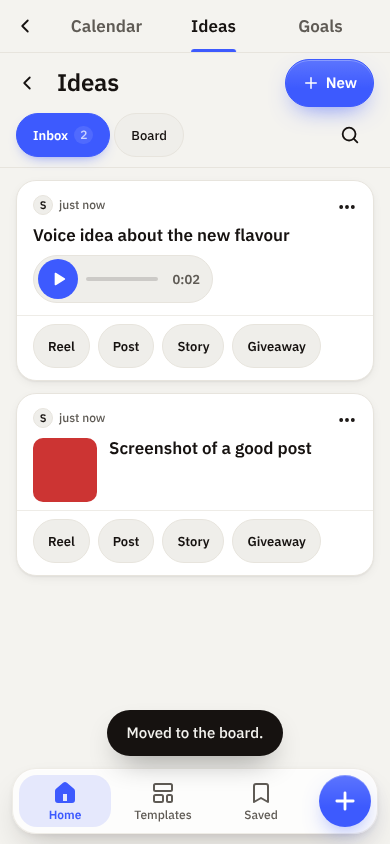 Calendar Ideas Goals
Ideas
New
Inbox 2 Board
S just now
Voice idea about the new flavour
0:02
Reel Post Story Giveaway
S just now
Screenshot of a good post
Reel Post Story Giveaway
Moved to the board.
Home Templates Saved